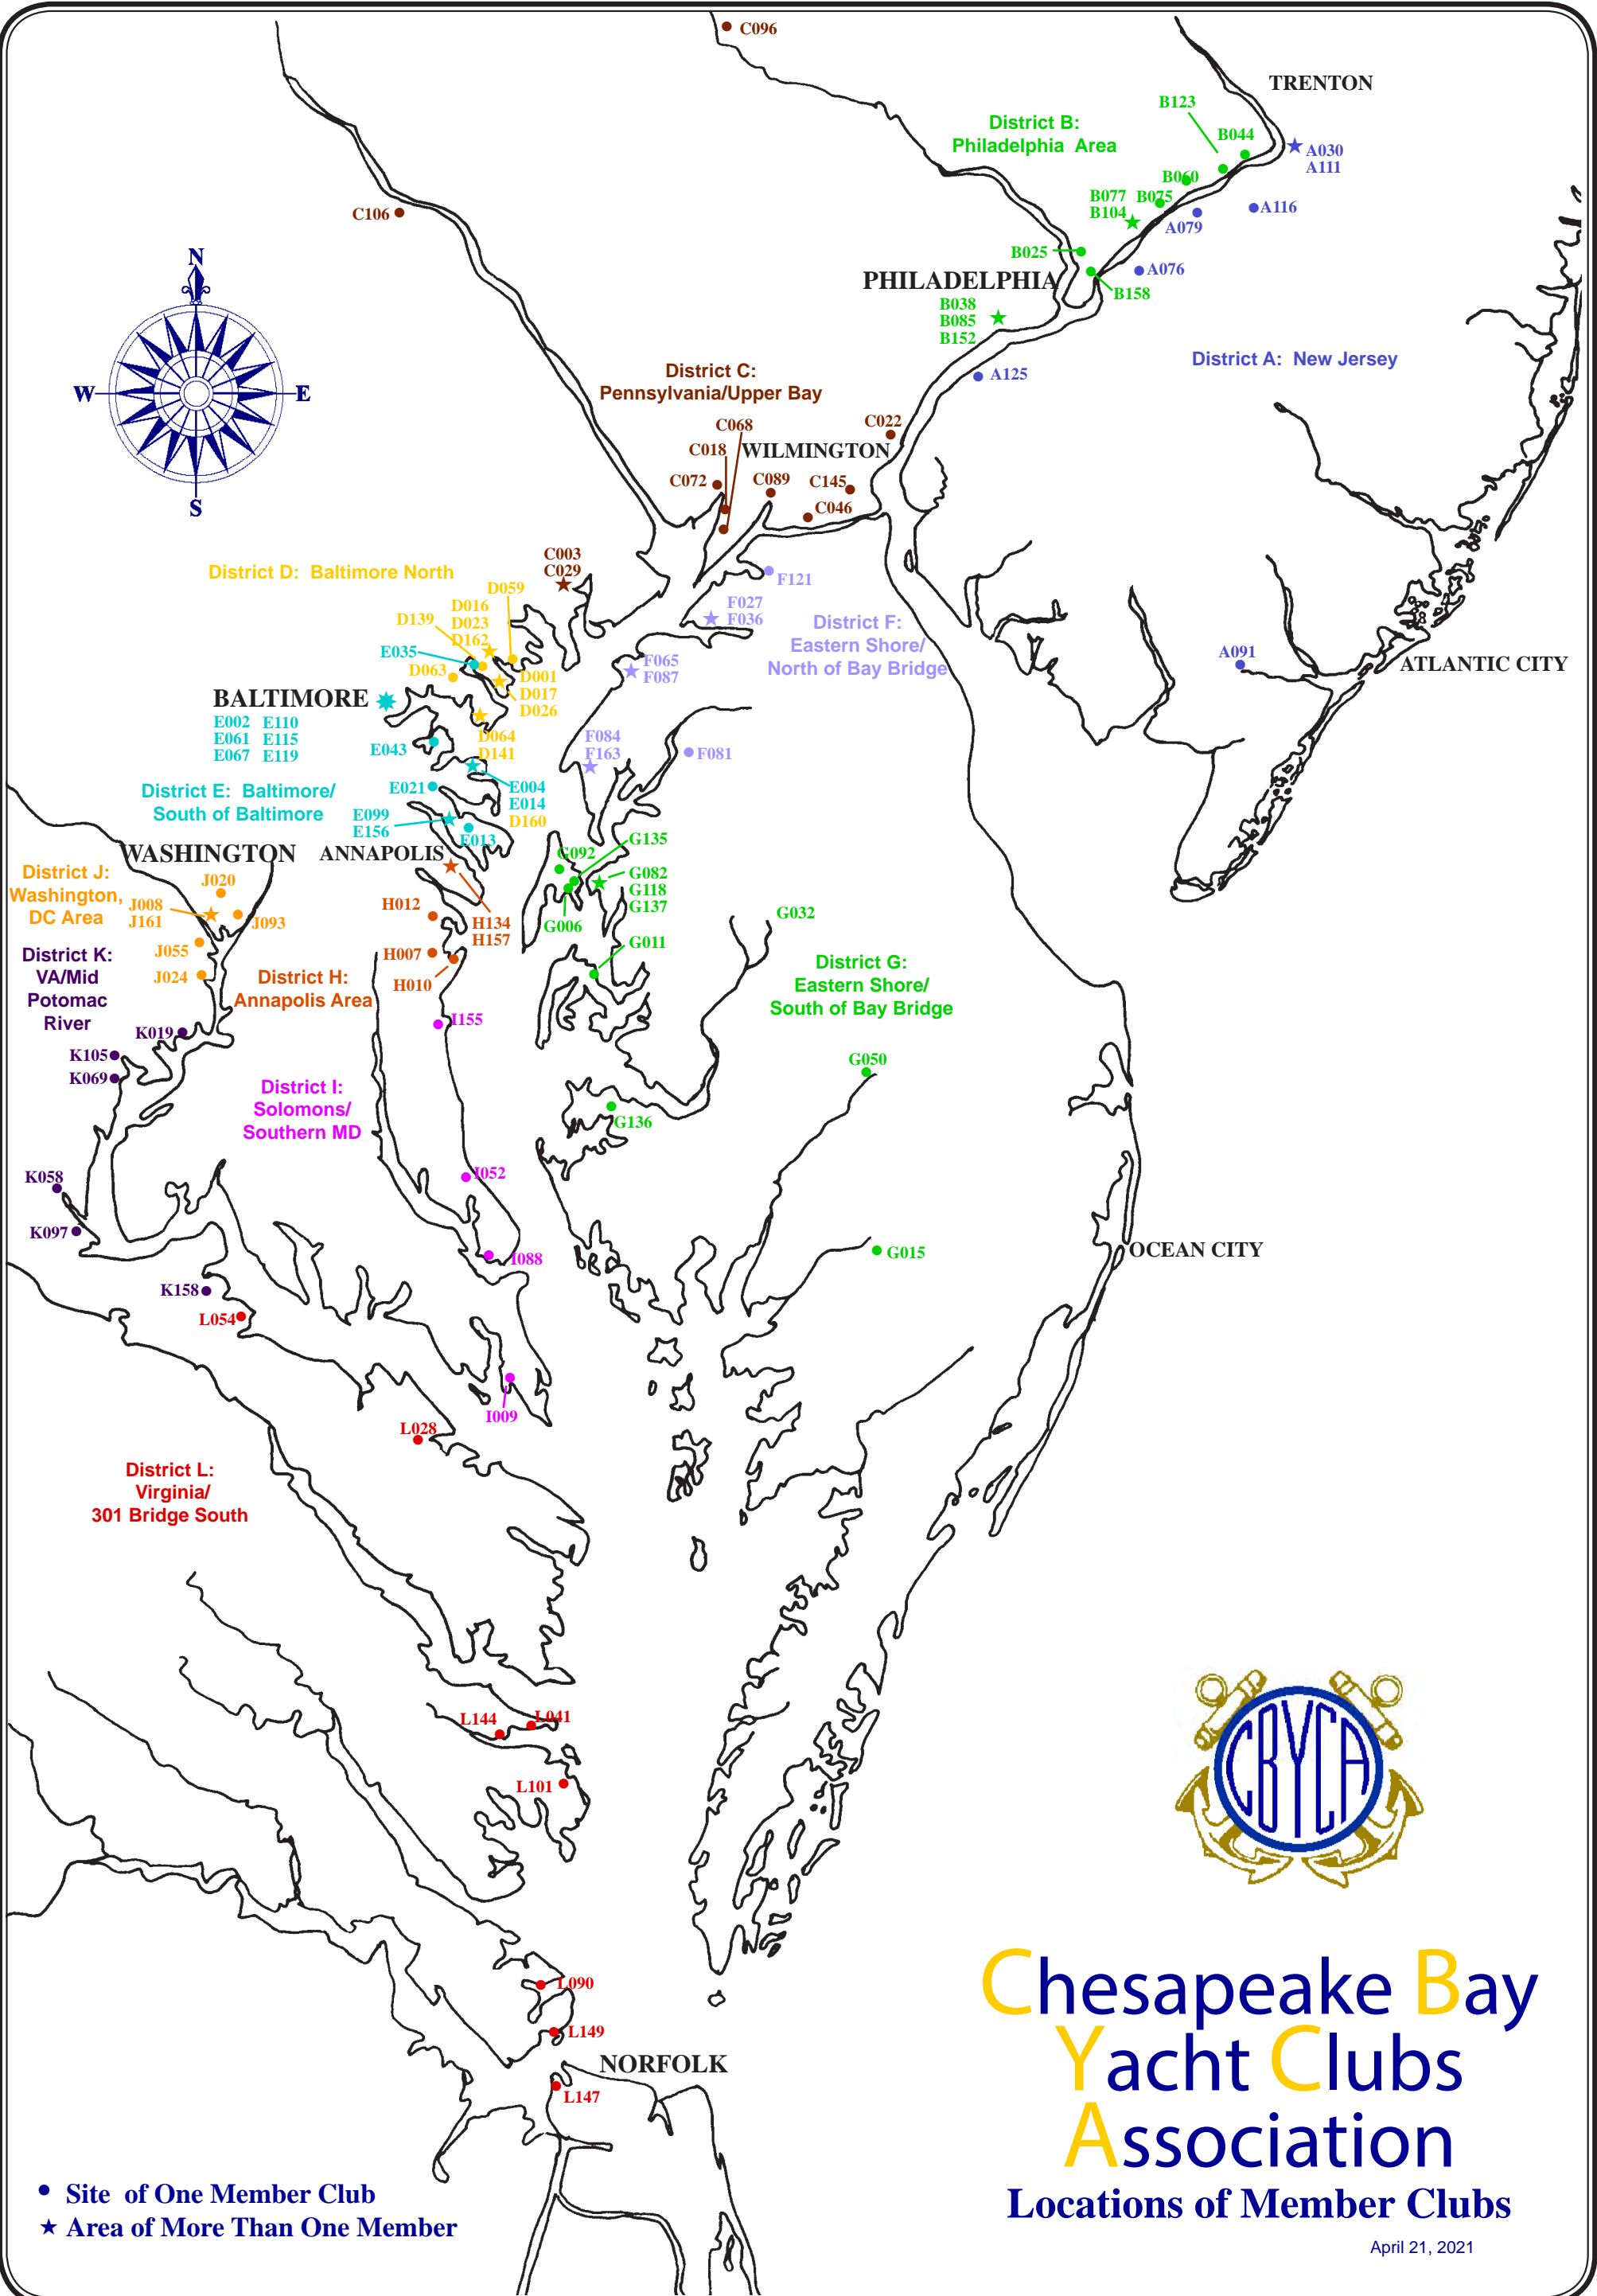 C096
TRENTON
B123
District B:
Philadelphia  Area
B044
A030
A111
B060
B077
B075
B104
A116
C106
A079
N
B025
A076
PHILADELPHIA
B158
B038
B085
B152
District A:  New Jersey
District C:
Pennsylvania/Upper Bay
A125
W
E
C068
C022
C018
WILMINGTON
C072
C089
C145
S
C046
C003
C029
District D:  Baltimore North
F121
D059
D016
D023
D162
F027
F036
D139
District F:
Eastern Shore/
North of Bay Bridge
E035
A091
F065
F087
ATLANTIC CITY
D063
D001
D017
D026
BALTIMORE
E002 E110
E061 E115
E067 E119
E043
D064
D141
F084
F163
F081
E021
E004
E014
D160
District E:  Baltimore/
South of Baltimore
E099
E156
E013
G135
WASHINGTON
ANNAPOLIS
G092
District J:
Washington,
DC Area
J020
G082
G118
G137
J008
J161
H012
J093
H134
H157
G006
G032
J055
G011
District K:
VA/Mid
Potomac
River
H007
District G:
Eastern Shore/
South of Bay Bridge
J024
District H:
Annapolis Area
H010
I155
K019
K105
G050
K069
District I:
Solomons/
Southern MD
G136
K058
I052
K097
OCEAN CITY
G015
I088
K158
L054
I009
L028
District L:
Virginia/
301 Bridge South
L144
L041
CBYCA
L101
Chesapeake Bay
Yacht Clubs
Association
Locations of Member Clubs
April 21, 2021
L090
L149
NORFOLK
L147
Site  of One Member Club
Area of More Than One Member